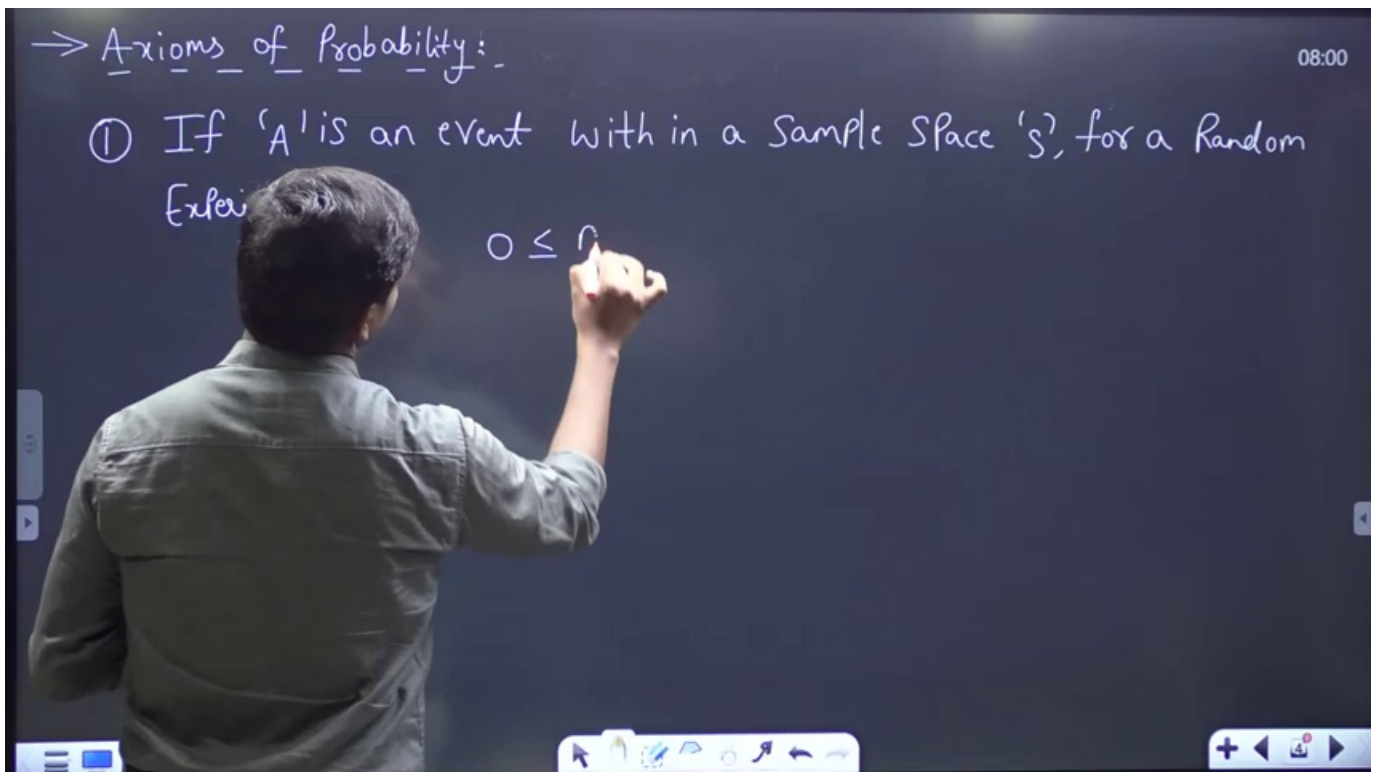 → Axioms of Probability:-
08:00
① If 'A' is an event with in a Sample Space 'S', for a Random
0 ≤